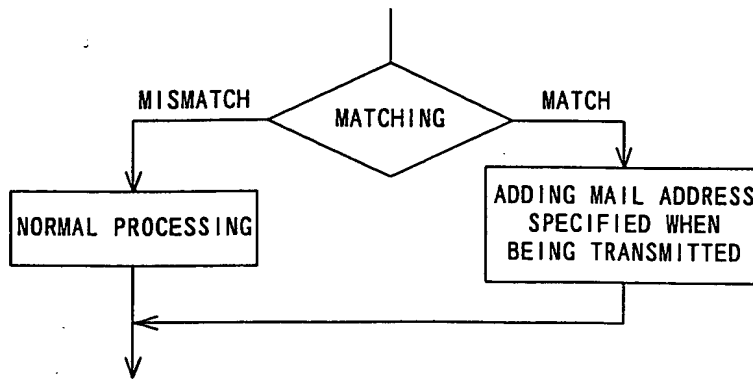 MISMATCH
MATCH
MATCHING
NORMAL PROCESSING
ADDING MAIL ADDRESS
SPECIFIED WHEN
BEING TRANSMITTED